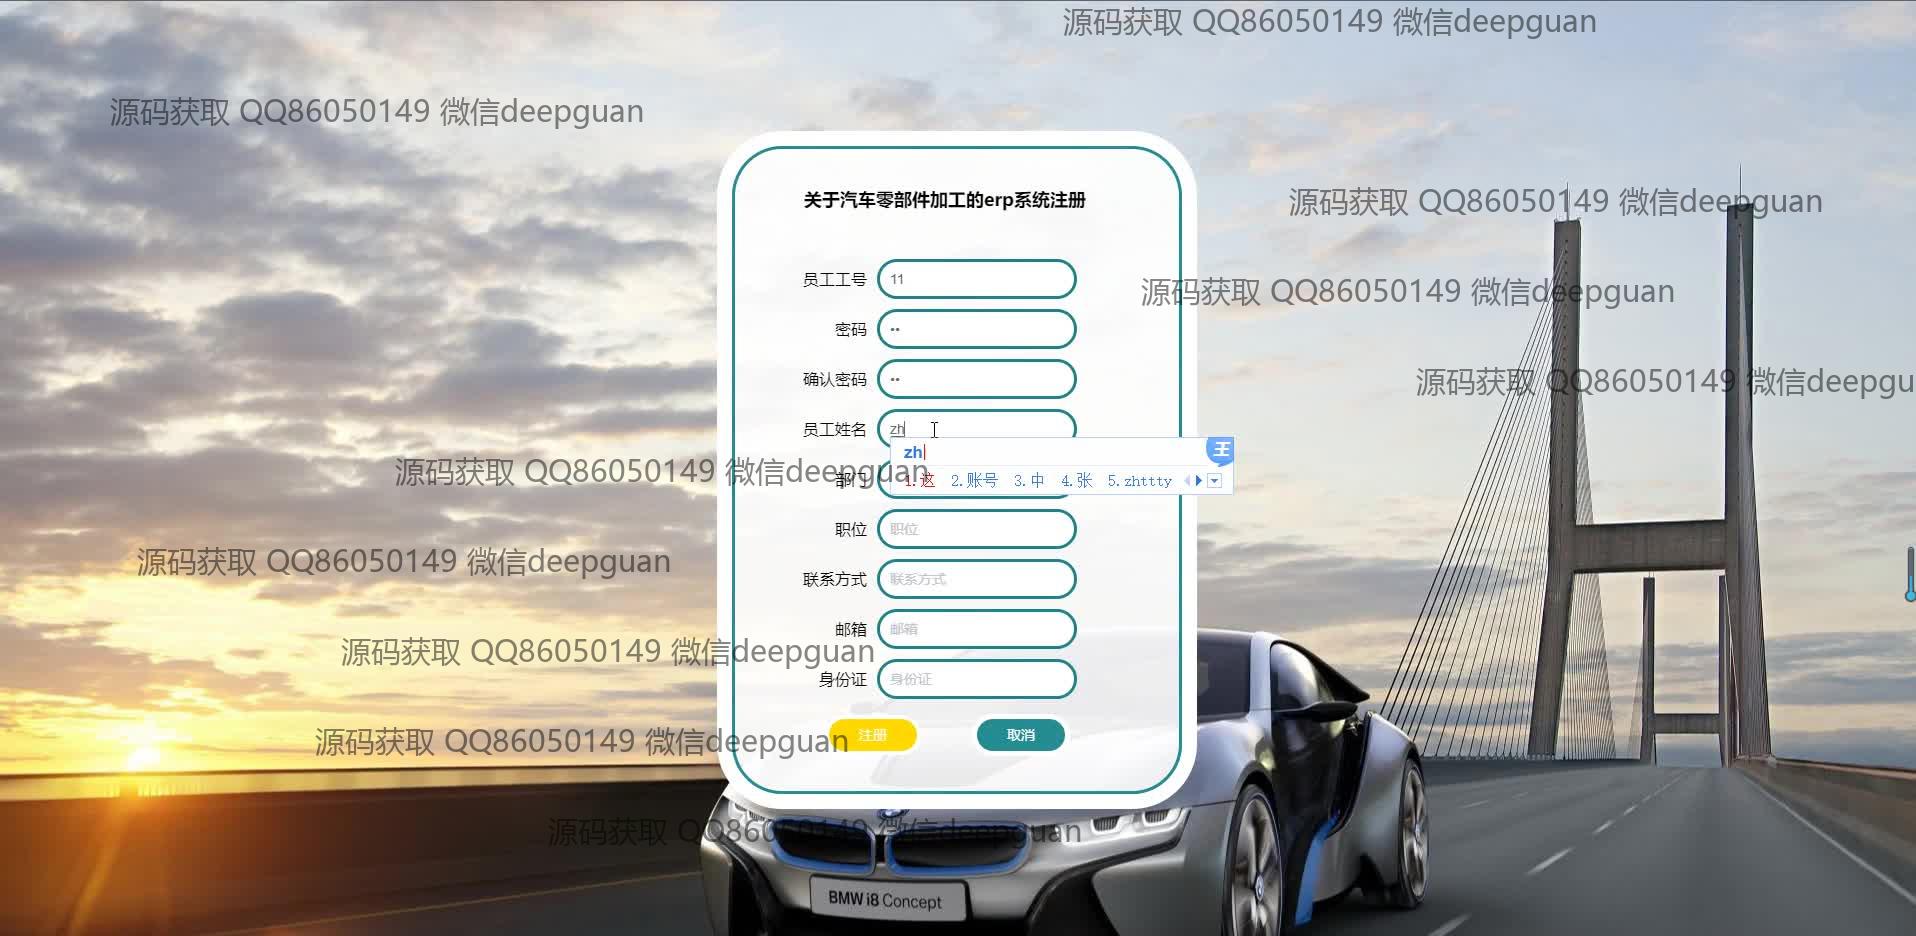 源码获取 QQ86050149 微信deepguan
源码获取 QQ86050149 微信deepguan
关于汽车零部件加工的erp系统注册
源码获取 QQ86050149 微信deepguan
员工工号 11
源码获取 QQ86050149 微信deepguan
密码 ••
确认密码 ••
源码获取 QQ86050149 微信deepgu
员工姓名 zh
zh 王
源码获取 QQ86050149 微信deepguan
部门
1.这 2.账号 3.中 4.张 5.zhttty
职位 职位
源码获取 QQ86050149 微信deepguan
联系方式 联系方式
邮箱 邮箱
源码获取 QQ86050149 微信deepguan
身份证 身份证
注册 取消
源码获取 QQ86050149 微信deepguan
源码获取 QQ86050149 微信deepguan
BMW i8 Concept